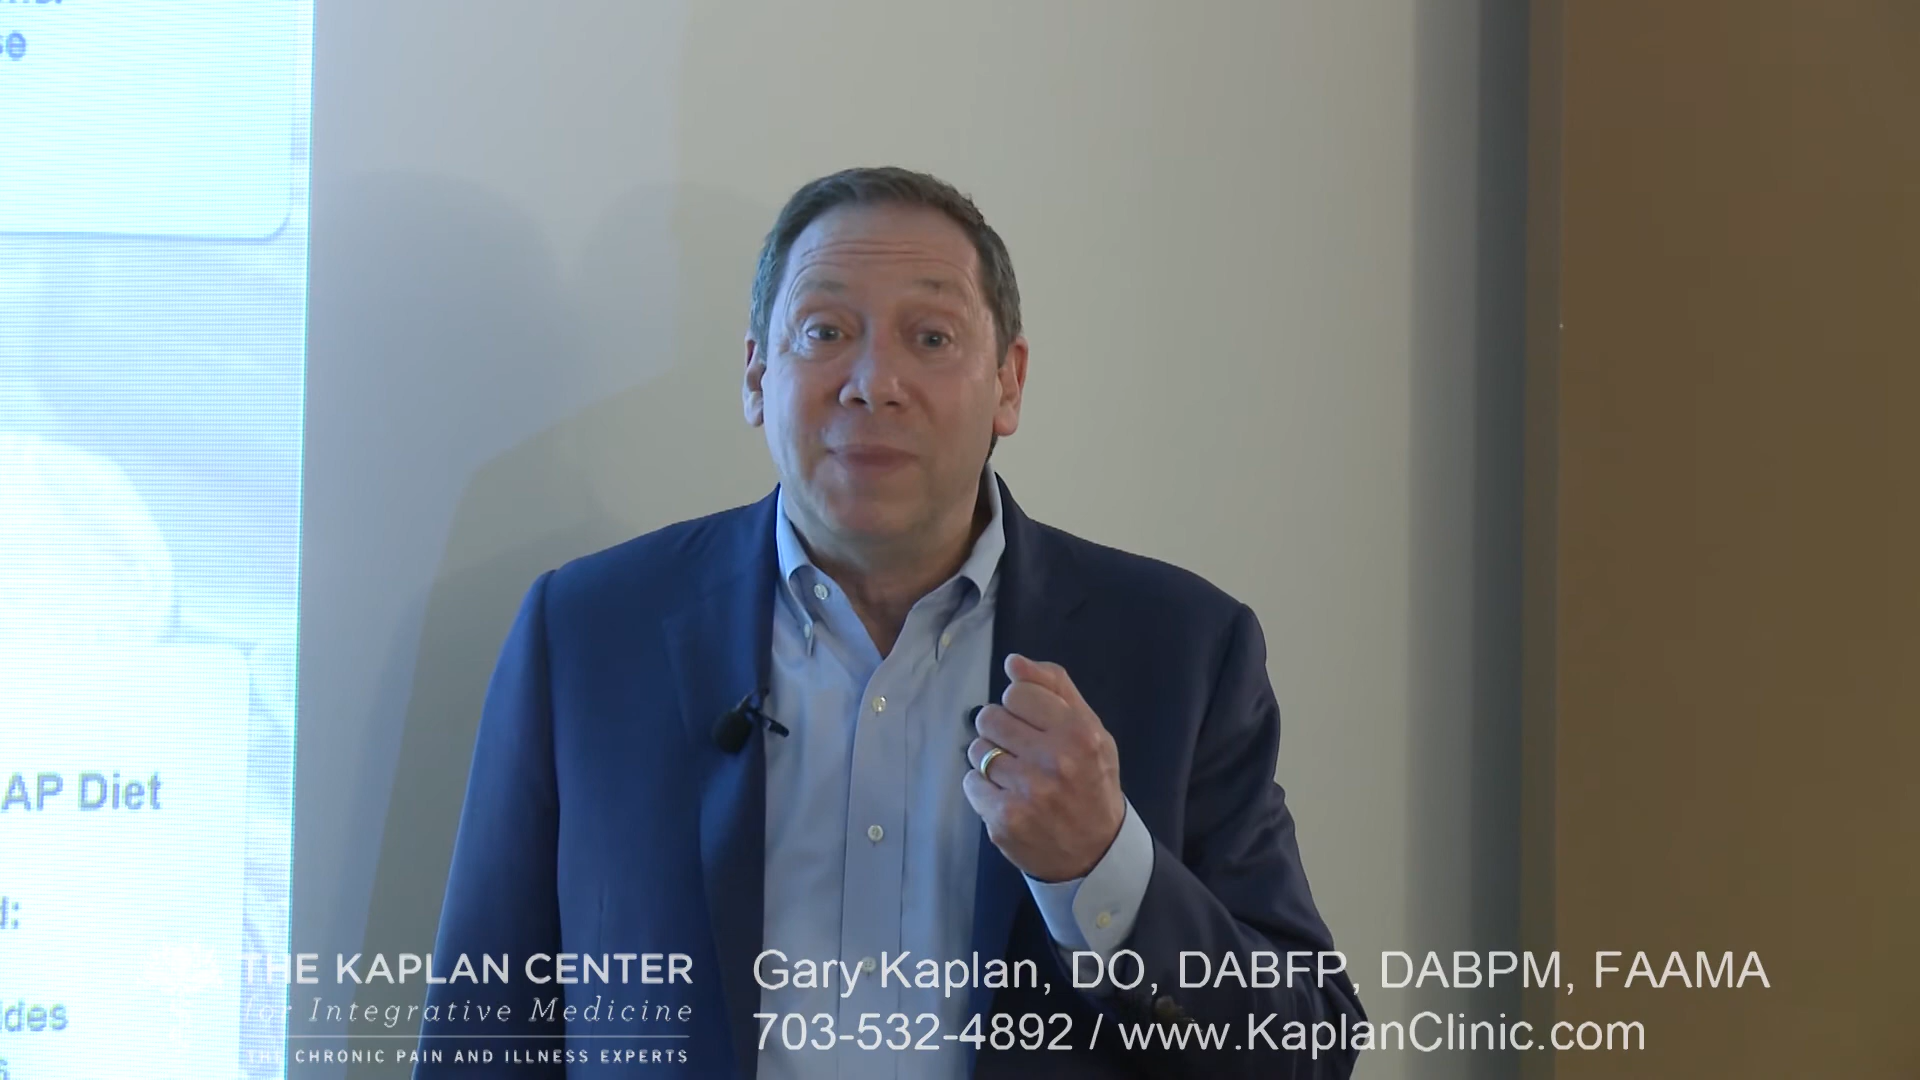 se
AP Diet
d:
ides
THE KAPLAN CENTER
for Integrative Medicine
THE CHRONIC PAIN AND ILLNESS EXPERTS
Gary Kaplan, DO, DABFP, DABPM, FAAMA
703-532-4892 / www.KaplanClinic.com